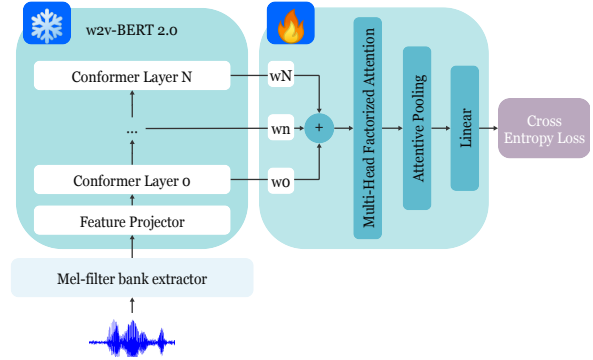 w2v-BERT 2.0
Conformer Layer N
...
Conformer Layer 0
Feature Projector
Mel-filter bank extractor
wN
wn
w0
+
Multi-Head Factorized Attention
Attentive Pooling
Linear
Cross
Entropy Loss